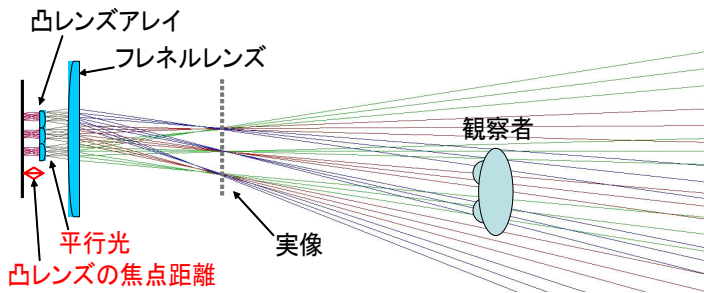 凸レンズアレイ
フレネルレンズ
観察者
実像
平行光
凸レンズの焦点距離